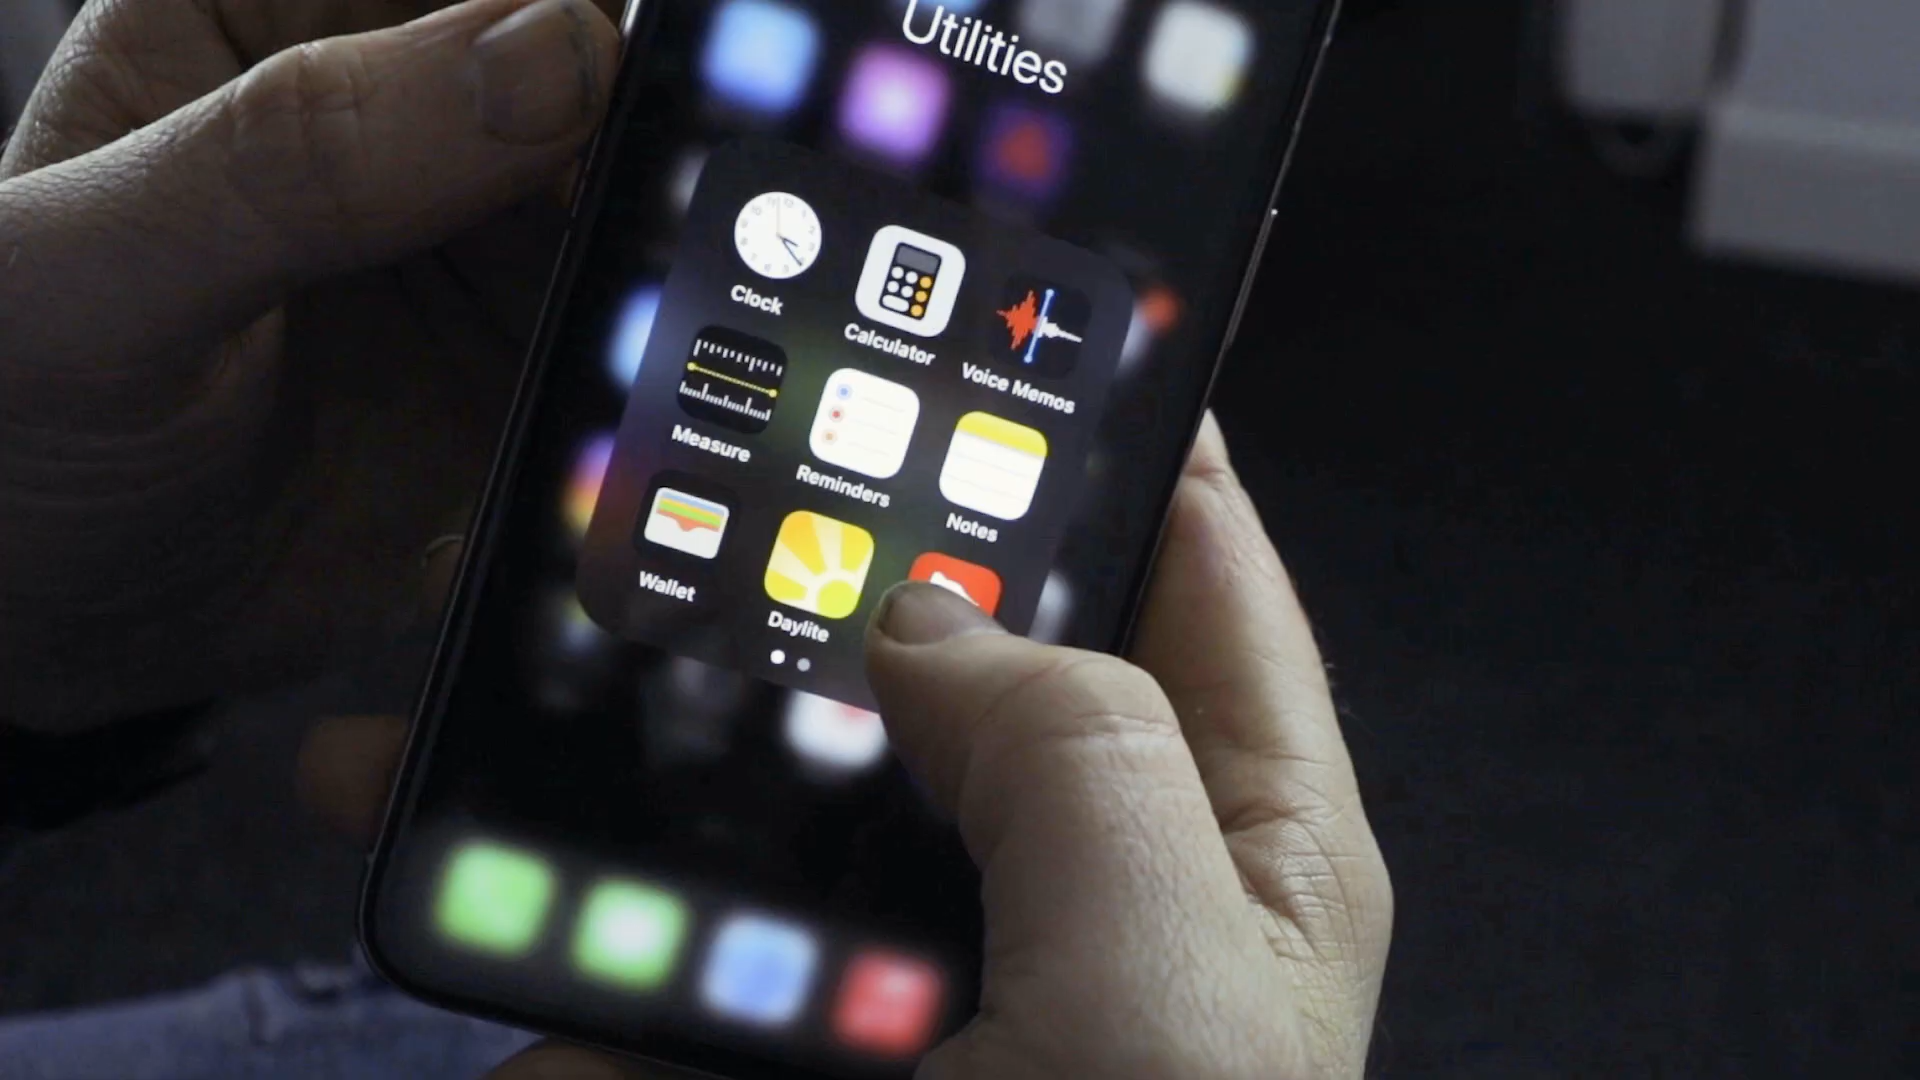 Utilities
Clock
Calculator
Voice Memos
Measure
Reminders
Notes
Wallet
Daylite